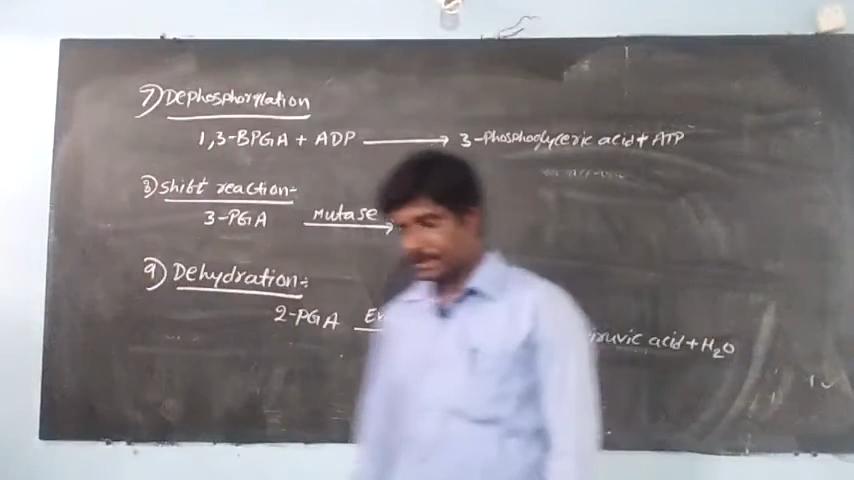 7) Dephosphorylation
1,3-BPGA + ADP ⟶ 3-Phosphoglyceric acid + ATP
8) Shift reaction:-
3-PGA Mutase ⟶
9) Dehydration:-
2-PGA ⟶ acid + H₂O